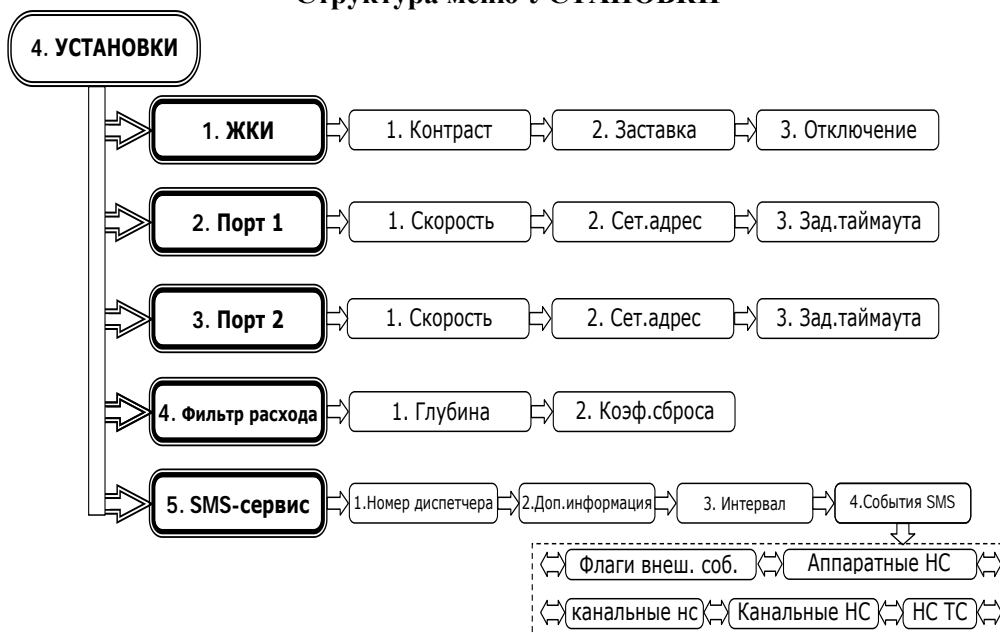 Структура меню УСТАНОВКИ
4. УСТАНОВКИ
1. ЖКИ 1. Контраст 2. Заставка 3. Отключение
2. Порт 1 1. Скорость 2. Сет.адрес 3. Зад.таймаута
3. Порт 2 1. Скорость 2. Сет.адрес 3. Зад.таймаута
4. Фильтр расхода 1. Глубина 2. Коэф.сброса
5. SMS-сервис 1.Номер диспетчера 2.Доп.информация 3. Интервал 4.События SMS
Флаги внеш. соб. Аппаратные НС
канальные нс Канальные НС НС ТС